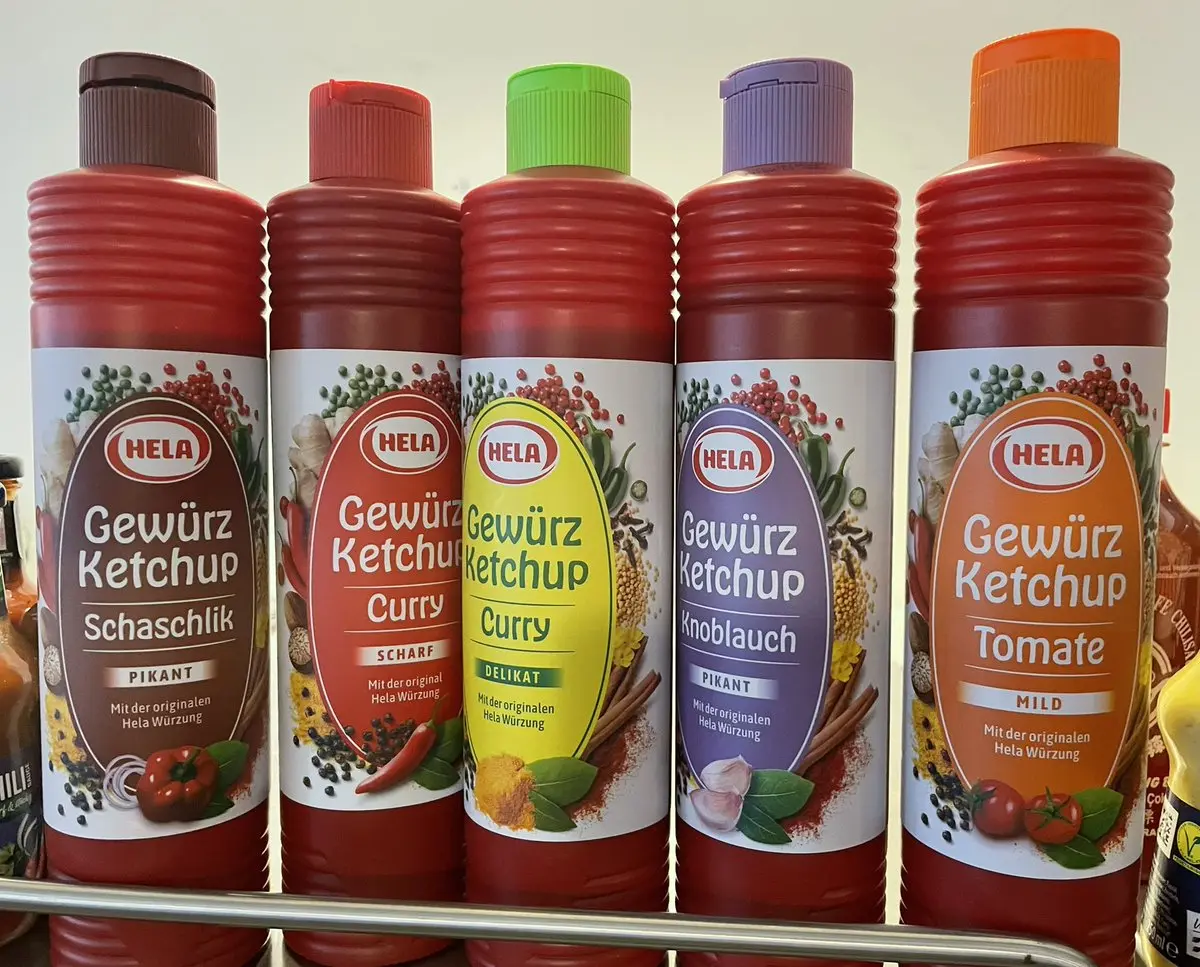 HELA
Gewürz
Ketchup
Schaschlik
PIKANT
Mit der originalen
Hela Würzung
HELA
Gewürz
Ketchup
Curry
SCHARF
Mit der original
Hela Würzung
HELA
Gewürz
Ketchup
Curry
DELIKAT
Mit der originalen
Hela Würzung
HELA
Gewürz
Ketchup
Knoblauch
PIKANT
Mit der originalen
Hela Würzung
HELA
Gewürz
Ketchup
Tomate
MILD
Mit der originalen
Hela Würzung